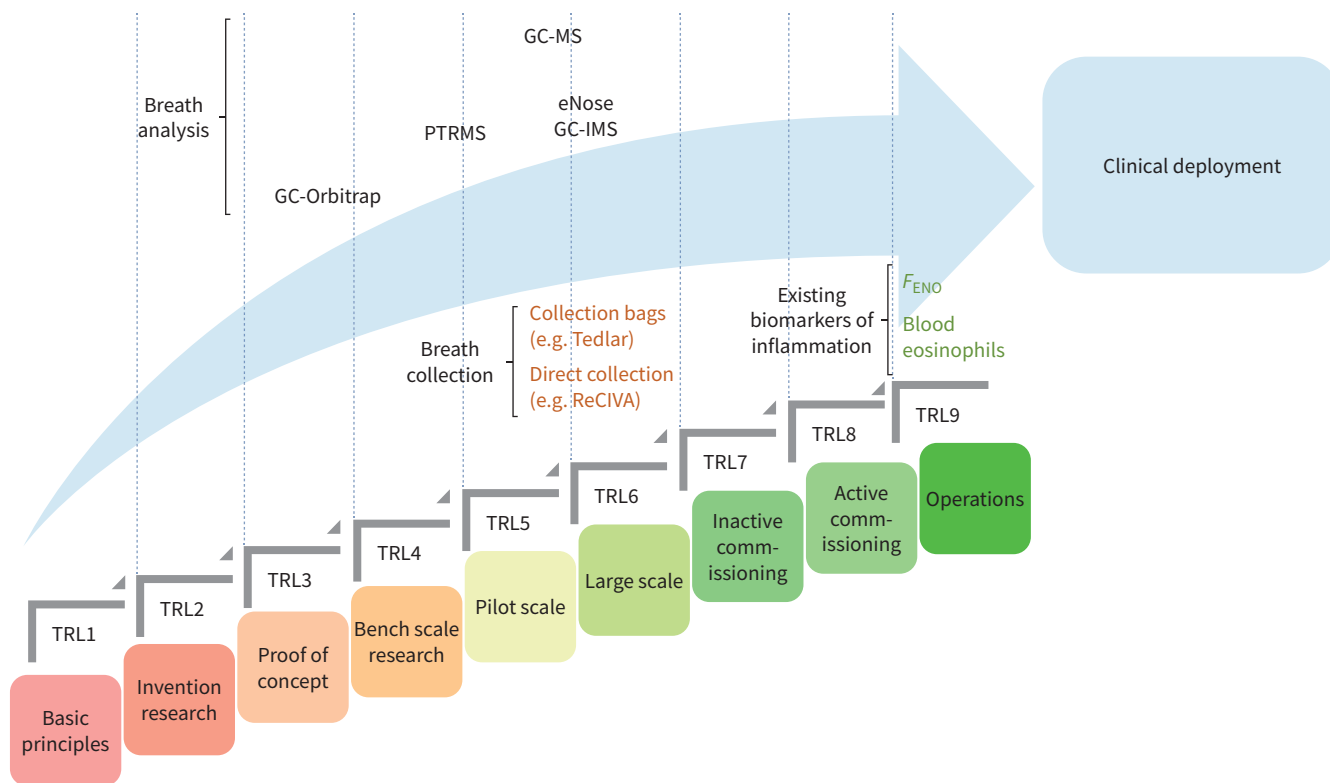 GC-MS
Breath
analysis
eNose
GC-IMS
PTRMS
GC-Orbitrap
Clinical deployment
Existing
biomarkers of
inflammation
FENO
Blood
eosinophils
Breath
collection
Collection bags
(e.g. Tedlar)
Direct collection
(e.g. ReCIVA)
TRL1
TRL2
TRL3
TRL4
TRL5
TRL6
TRL7
TRL8
TRL9
Basic
principles
Invention
research
Proof of
concept
Bench scale
research
Pilot scale
Large scale
Inactive
comm-
issioning
Active
comm-
issioning
Operations